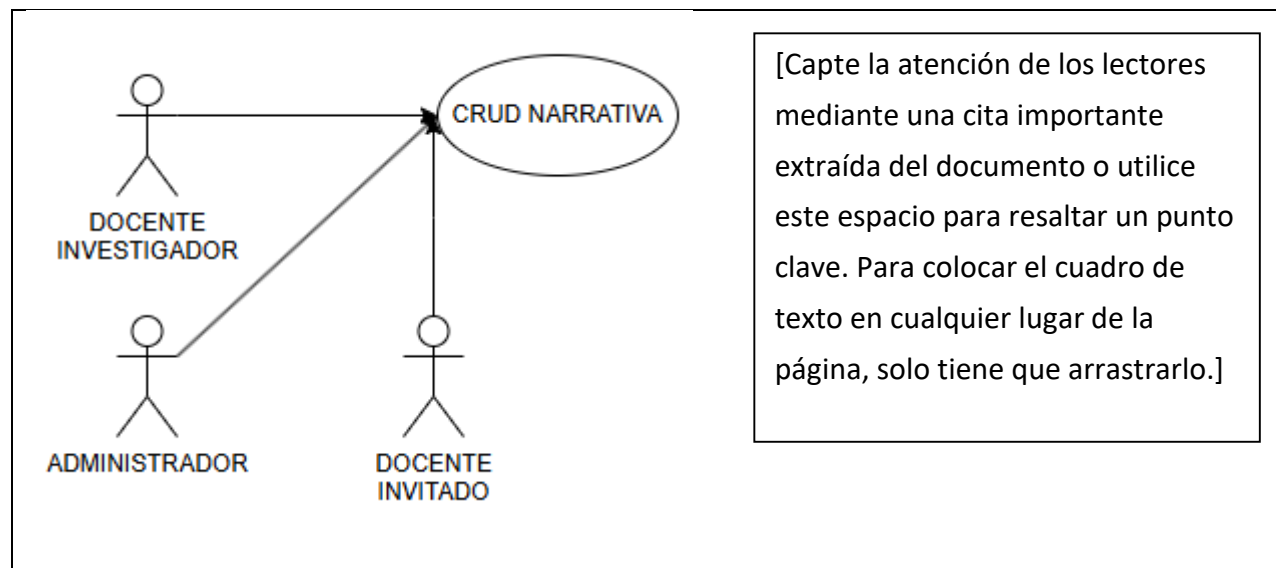 CRUD NARRATIVA
DOCENTE
INVESTIGADOR
ADMINISTRADOR
DOCENTE
INVITADO
[Capte la atención de los lectores
mediante una cita importante
extraída del documento o utilice
este espacio para resaltar un punto
clave. Para colocar el cuadro de
texto en cualquier lugar de la
página, solo tiene que arrastrarlo.]